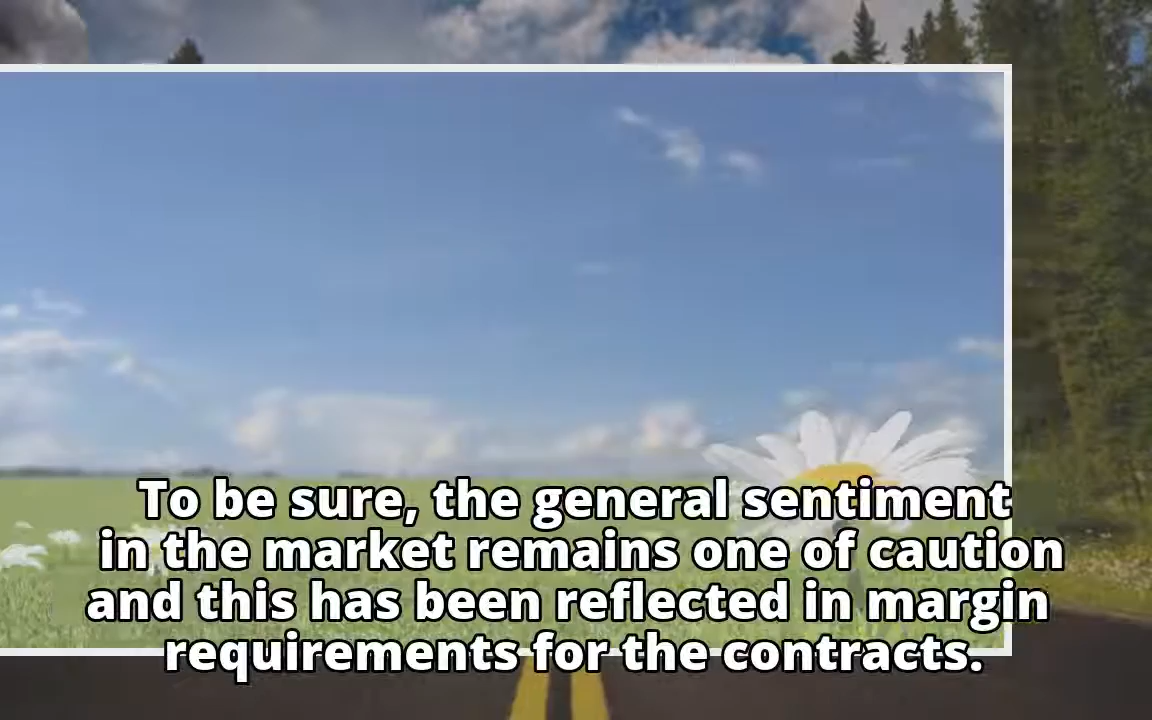 To be sure, the general sentiment
in the market remains one of caution
and this has been reflected in margin
requirements for the contracts.